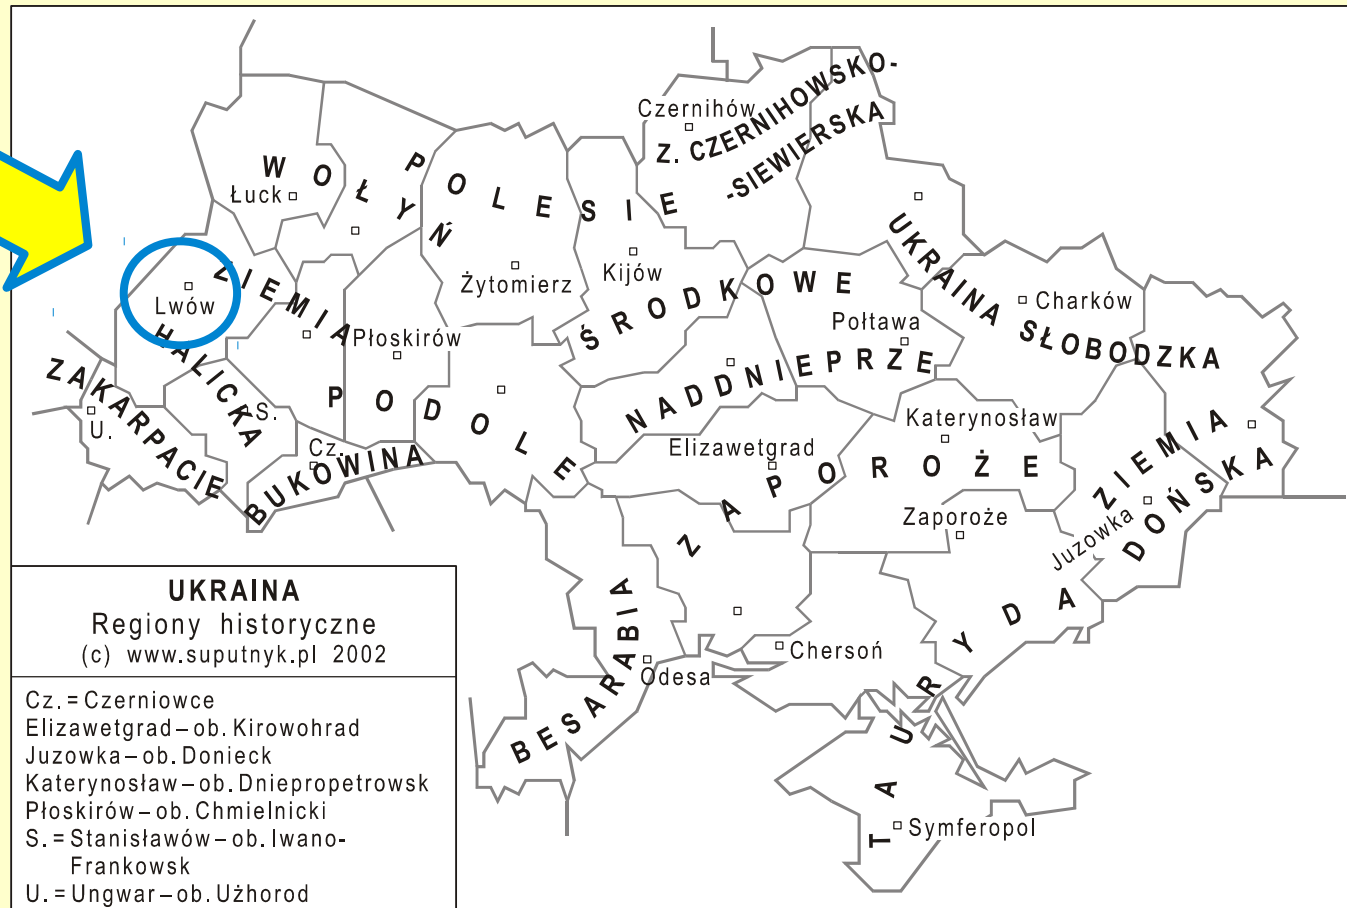 Czernihów
Z. CZERNIHOWSKO-
-SIEWIERSKA
WOŁYŃ
POLESIE
Łuck
Żytomierz
Kijów
UKRAINA SŁOBODZKA
Lwów
ZIEMIA
HALICKA
ŚRODKOWE
NADDNIEPRZE
Charków
Połtawa
Płoskirów
ZAKARPACIE
U.
S.
PODOLE
Cz.
BUKOWINA
Elizawetgrad
Katerynosław
ZAPOROŻE
ZIEMIA
DOŃSKA
Zaporoże
Juzowka
BESARABIA
Odesa
Chersoń
TAURYDA
Symferopol
UKRAINA
Regiony historyczne
(c) www.suputnyk.pl 2002
Cz. = Czerniowce
Elizawetgrad – ob. Kirowohrad
Juzowka – ob. Donieck
Katerynosław – ob. Dniepropetrowsk
Płoskirów – ob. Chmielnicki
S. = Stanisławów – ob. Iwano-
Frankowsk
U. = Ungwar – ob. Użhorod